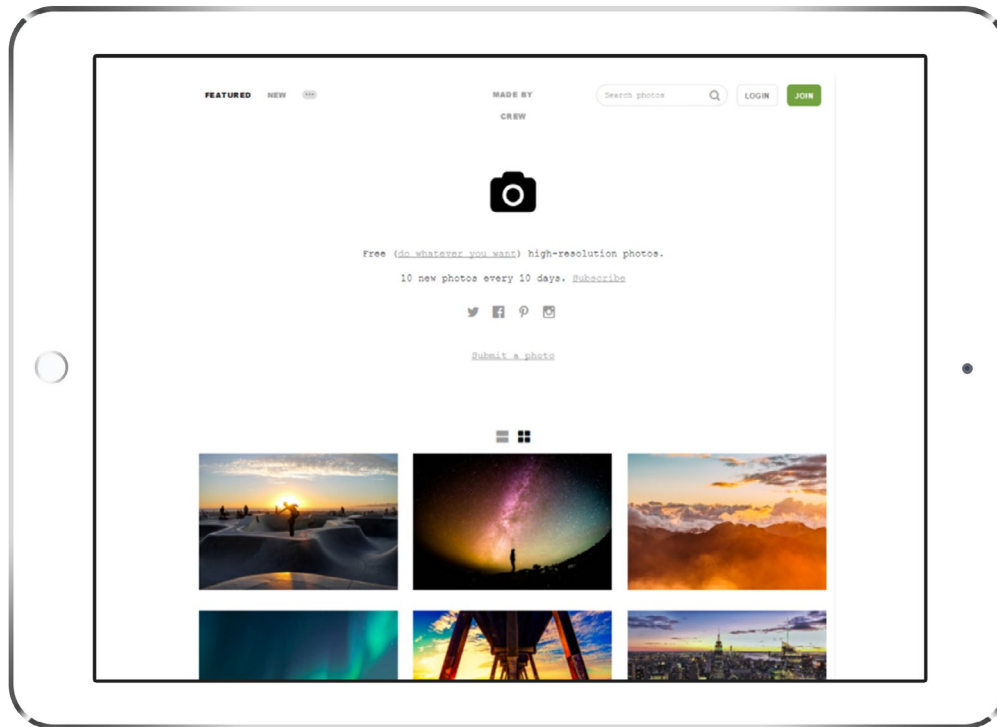 FEATURED NEW
MADE BY
CREW
Search photos
LOGIN
JOIN
Free (do whatever you want) high-resolution photos.
10 new photos every 10 days. Subscribe
Submit a photo